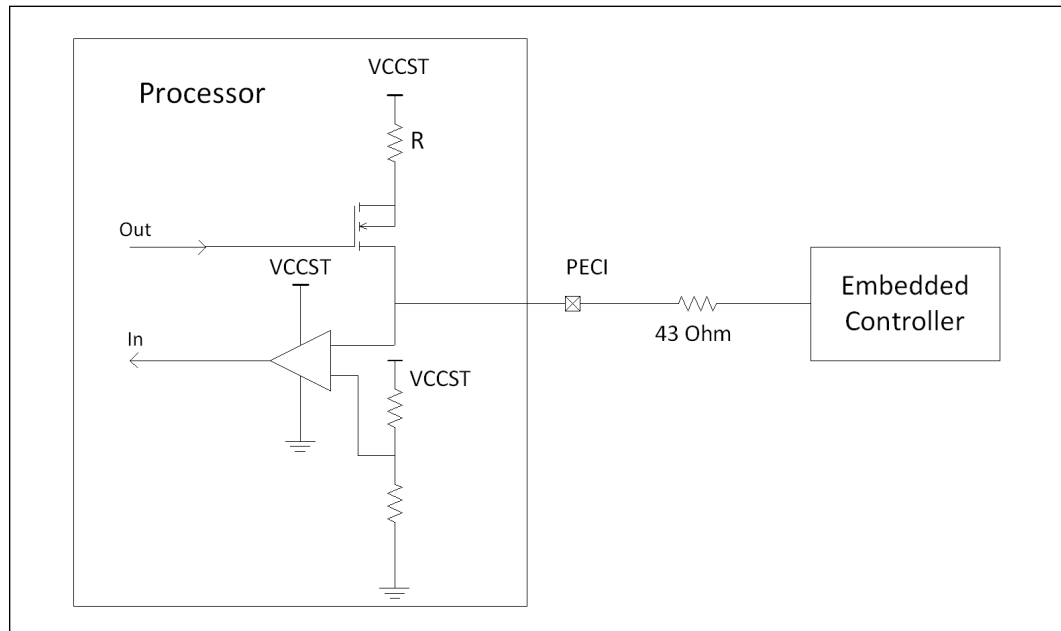 VCCST
Processor
R
Out
VCCST
PECI
Embedded
Controller
In
43 Ohm
VCCST